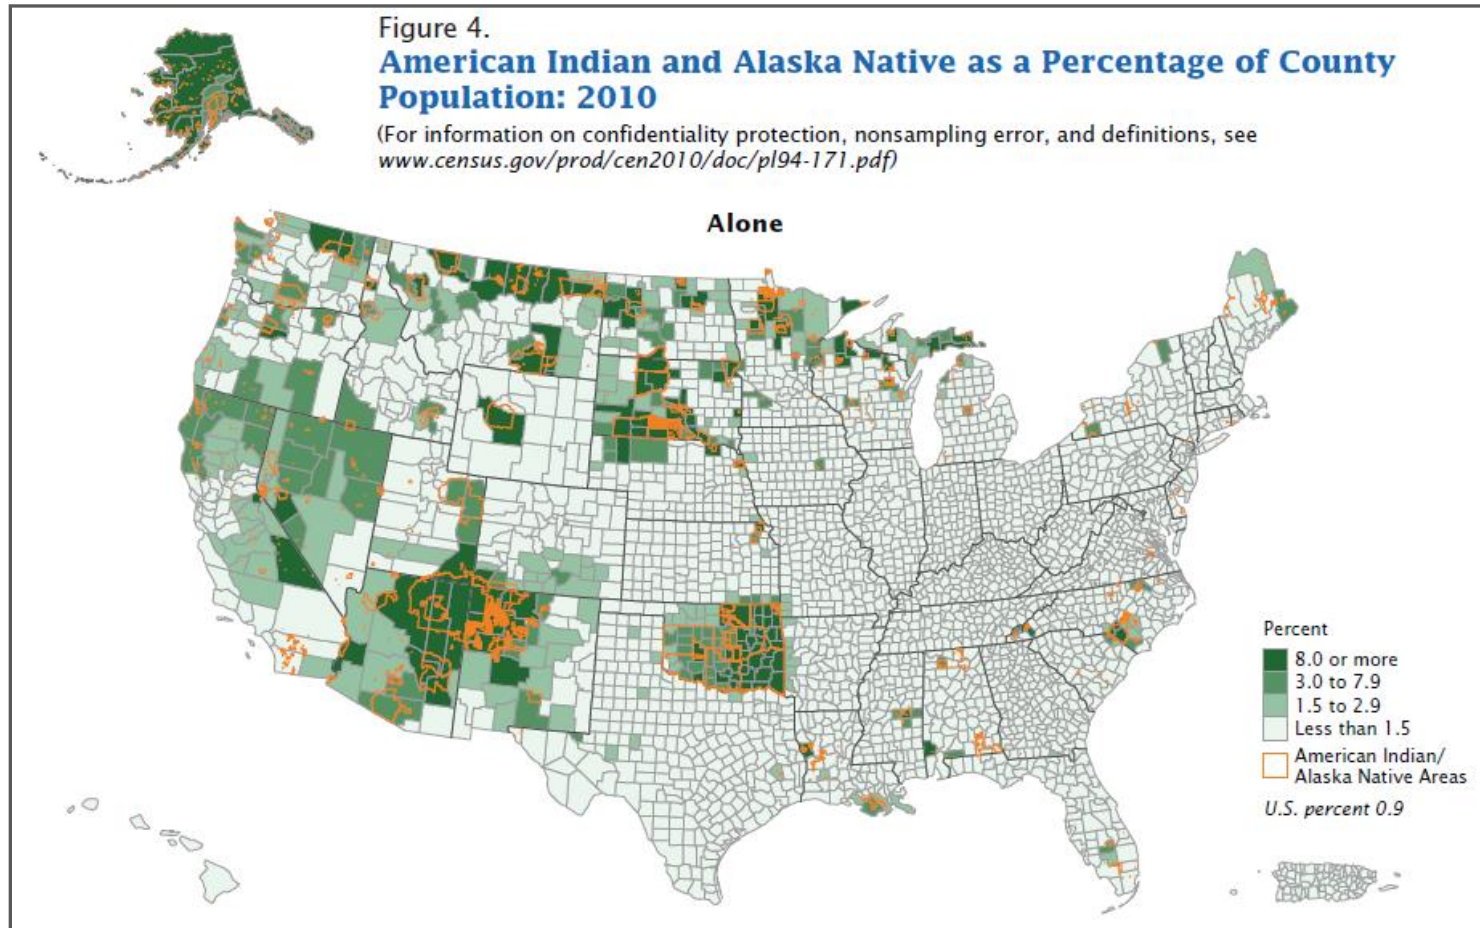 Figure 4.
American Indian and Alaska Native as a Percentage of County
Population: 2010
(For information on confidentiality protection, nonsampling error, and definitions, see
www.census.gov/prod/cen2010/doc/pl94-171.pdf)
Alone
Percent
8.0 or more
3.0 to 7.9
1.5 to 2.9
Less than 1.5
American Indian/
Alaska Native Areas
U.S. percent 0.9